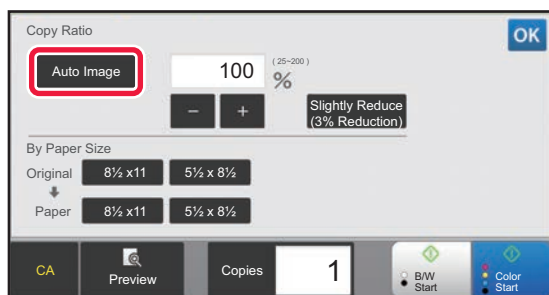 Copy Ratio
OK
Auto Image
100
( 25~200 )
%
−
+
Slightly Reduce
(3% Reduction)
By Paper Size
Original
8½ x11
5½ x 8½
Paper
8½ x11
5½ x 8½
CA
Preview
Copies
1
B/W
Start
Color
Start